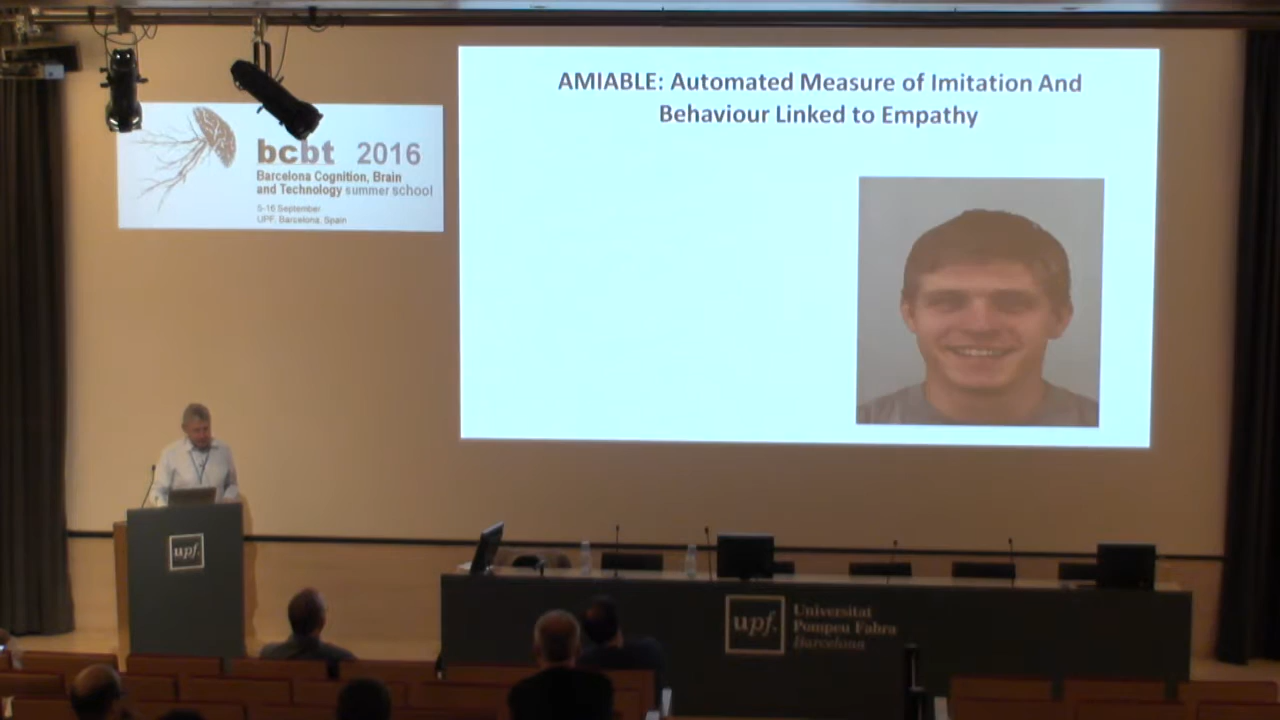 AMIABLE: Automated Measure of Imitation And
Behaviour Linked to Empathy
bcbt 2016
Barcelona Cognition, Brain
and Technology summer school
5-16 September
UPF, Barcelona, Spain
upf.
upf.
Universitat
Pompeu Fabra
Barcelona